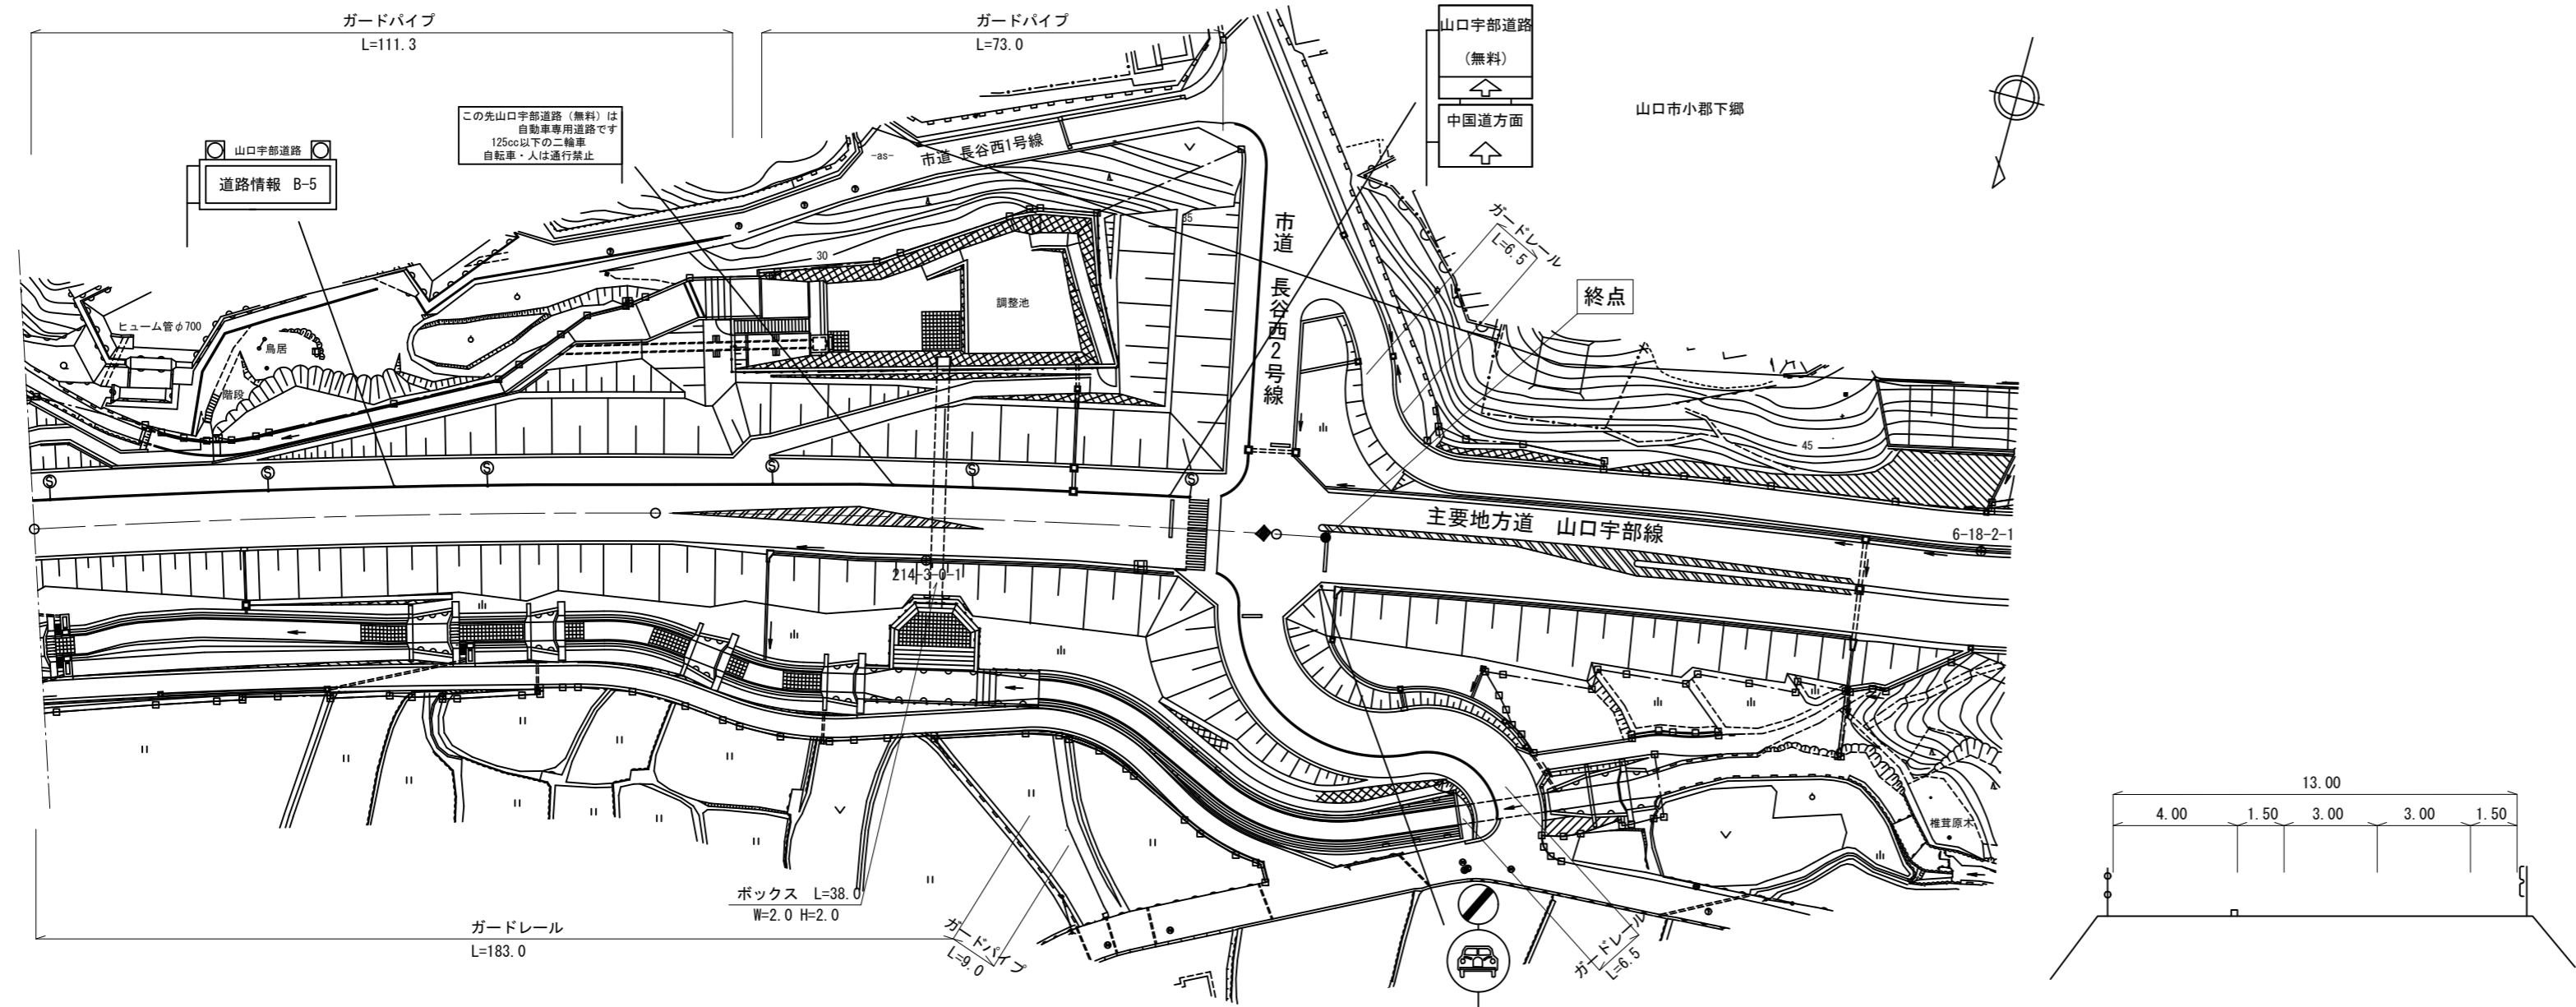 ガードパイプ
L=111.3
ガードパイプ
L=73.0
山口宇部道路
(無料)
中国道方面
山口市小郡下郷
この先山口宇部道路（無料）は
自動車専用道路です
125cc以下の二輪車
自転車・人は通行禁止
山口宇部道路
道路情報 B-5
-as-
市道 長谷西1号線
35
市道 長谷西2号線
ガードレール
L=6.5
終点
30
調整池
ヒューム管φ700
鳥居
階段
45
主要地方道 山口宇部線
6-18-2-1
214-3-0-1
S
S
S
S
S
S
椎茸原木
13.00
4.00 1.50 3.00 3.00 1.50
ボックス L=38.0
W=2.0 H=2.0
ガードレール
L=183.0
ガードパイプ
L=9.0
ガードレール
L=6.5